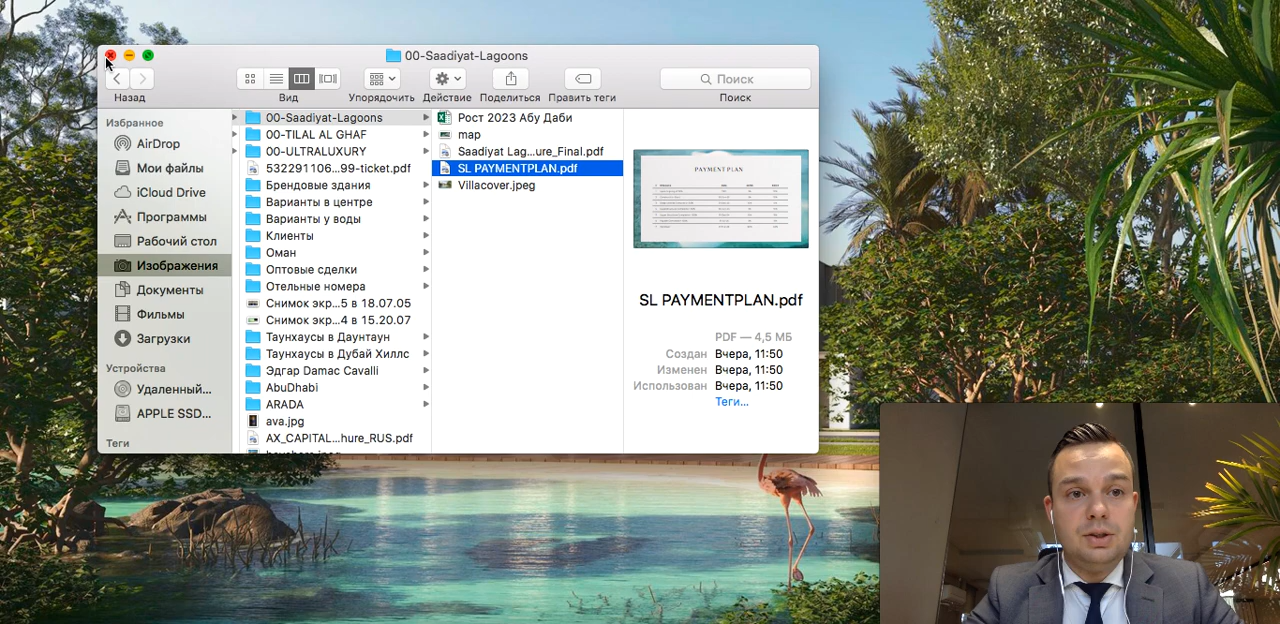 00-Saadiyat-Lagoons
Поиск
Назад
Вид
Упорядочить
Действие
Поделиться
Править теги
Поиск
Избранное
AirDrop
Мои файлы
iCloud Drive
Программы
Рабочий стол
Изображения
Документы
Фильмы
Загрузки
Устройства
Удаленный...
APPLE SSD...
Теги
00-Saadiyat-Lagoons
00-TILAL AL GHAF
00-ULTRALUXURY
532291106...99-ticket.pdf
Брендовые здания
Варианты в центре
Варианты у воды
Клиенты
Оман
Оптовые сделки
Отельные номера
Снимок экр...5 в 18.07.05
Снимок экр...4 в 15.20.07
Таунхаусы в Даунтаун
Таунхаусы в Дубай Хиллс
Эдгар Damac Cavalli
AbuDhabi
ARADA
ava.jpg
AX_CAPITAL...hure_RUS.pdf
Рост 2023 Абу Даби
map
Saadiyat Lag...ure_Final.pdf
SL PAYMENTPLAN.pdf
Villacover.jpeg
PAYMENT PLAN
SL PAYMENTPLAN.pdf
PDF — 4,5 МБ
Создан Вчера, 11:50
Изменен Вчера, 11:50
Использован Вчера, 11:50
Теги...